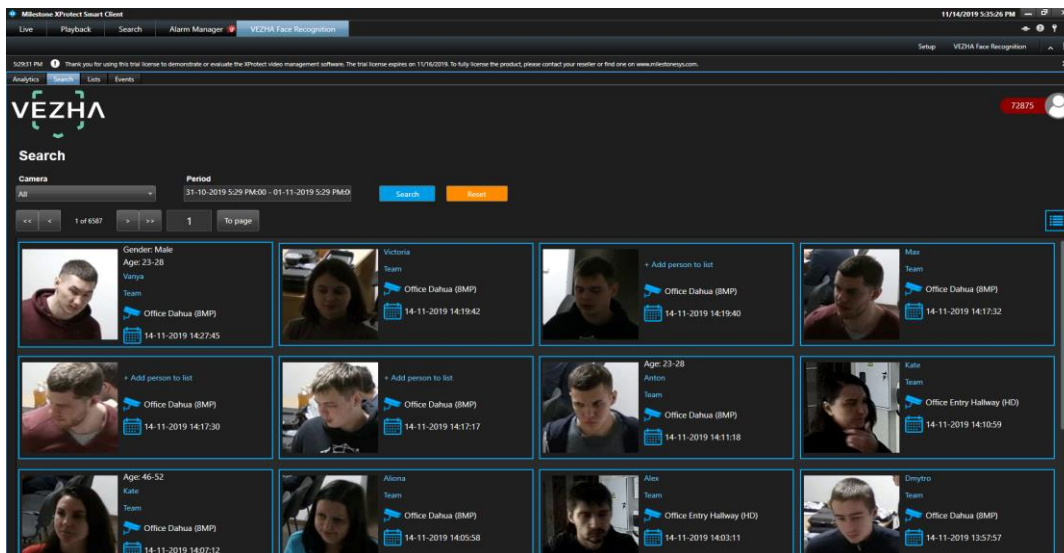 Milestone XProtect Smart Client
11/14/2019 5:35:26 PM
Live Playback Search Alarm Manager VEZHA Face Recognition
Setup VEZHA Face Recognition
5:29:31 PM Thank you for using this trial license to demonstrate or evaluate the XProtect video management software. The trial license expires on 11/16/2019. To fully license the product, please contact your reseller or find one on www.milestonesys.com.
Analytics Search Lists Events
VEZHA
72875
Search
Camera Period
All 31-10-2019 5:29 PM:00 - 01-11-2019 5:29 PM:0 Search Reset
<< < 1 of 6587 > >> 1 To page
Gender: Male
Age: 23-28
Vanya
Team
Office Dahua (8MP)
14-11-2019 14:27:45
Victoria
Team
Office Dahua (8MP)
14-11-2019 14:19:42
+ Add person to list
Office Dahua (8MP)
14-11-2019 14:19:40
Max
Team
Office Dahua (8MP)
14-11-2019 14:17:32
+ Add person to list
Office Dahua (8MP)
14-11-2019 14:17:30
+ Add person to list
Office Dahua (8MP)
14-11-2019 14:17:17
Age: 23-28
Anton
Team
Office Dahua (8MP)
14-11-2019 14:11:18
Kate
Team
Office Entry Hallway (HD)
14-11-2019 14:10:59
Age: 46-52
Kate
Team
Office Dahua (8MP)
14-11-2019 14:07:12
Aliona
Team
Office Dahua (8MP)
14-11-2019 14:05:58
Alex
Team
Office Entry Hallway (HD)
14-11-2019 14:03:11
Dmytro
Team
Office Dahua (8MP)
14-11-2019 13:57:57